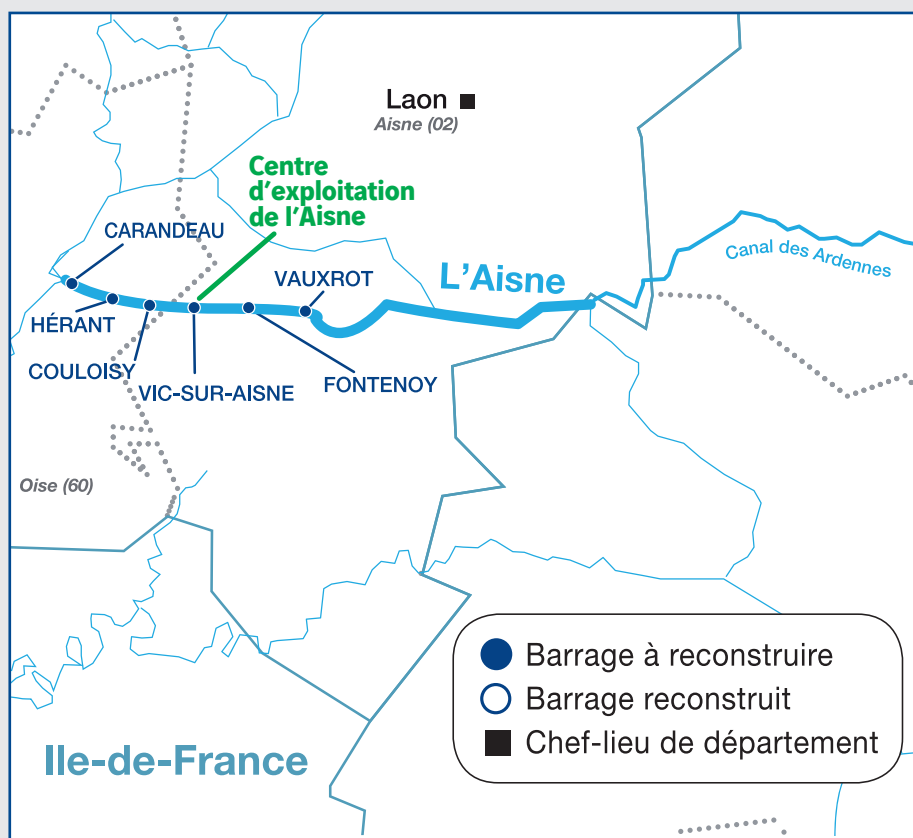 Laon
Aisne (02)
Centre
d'exploitation
de l'Aisne
CARANDEAU
Canal des Ardennes
L'Aisne
VAUXROT
HÉRANT
COULOISY
VIC-SUR-AISNE
FONTENOY
Oise (60)
Barrage à reconstruire
Barrage reconstruit
Chef-lieu de département
Ile-de-France